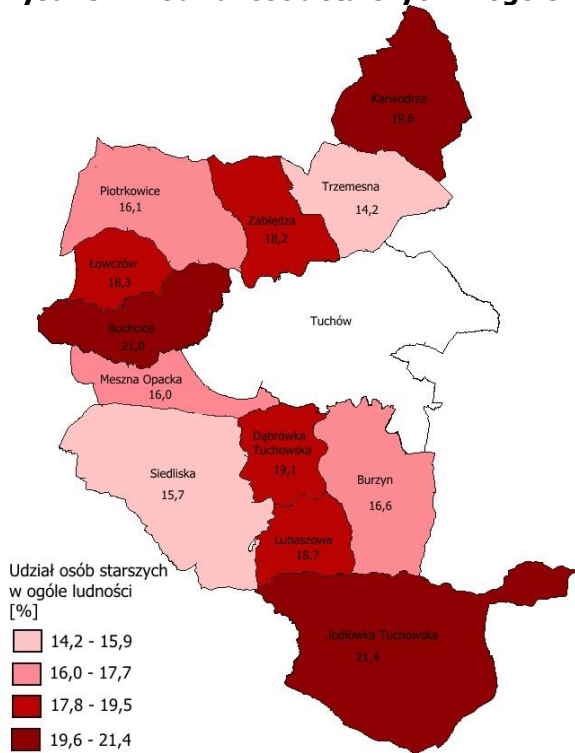 Karwodrza
19,6
Trzemesna
14,2
Piotrkowice
16,1
Zabłędza
18,2
Łowczów
18,3
Buchcice
21,0
Tuchów
Meszna Opacka
16,0
Dąbrówka
Tuchowska
19,1
Siedliska
15,7
Burzyn
16,6
Lubaszowa
18,7
Jodłówka Tuchowska
21,4
Udział osób starszych
w ogóle ludności
[%]
14,2 - 15,9
16,0 - 17,7
17,8 - 19,5
19,6 - 21,4